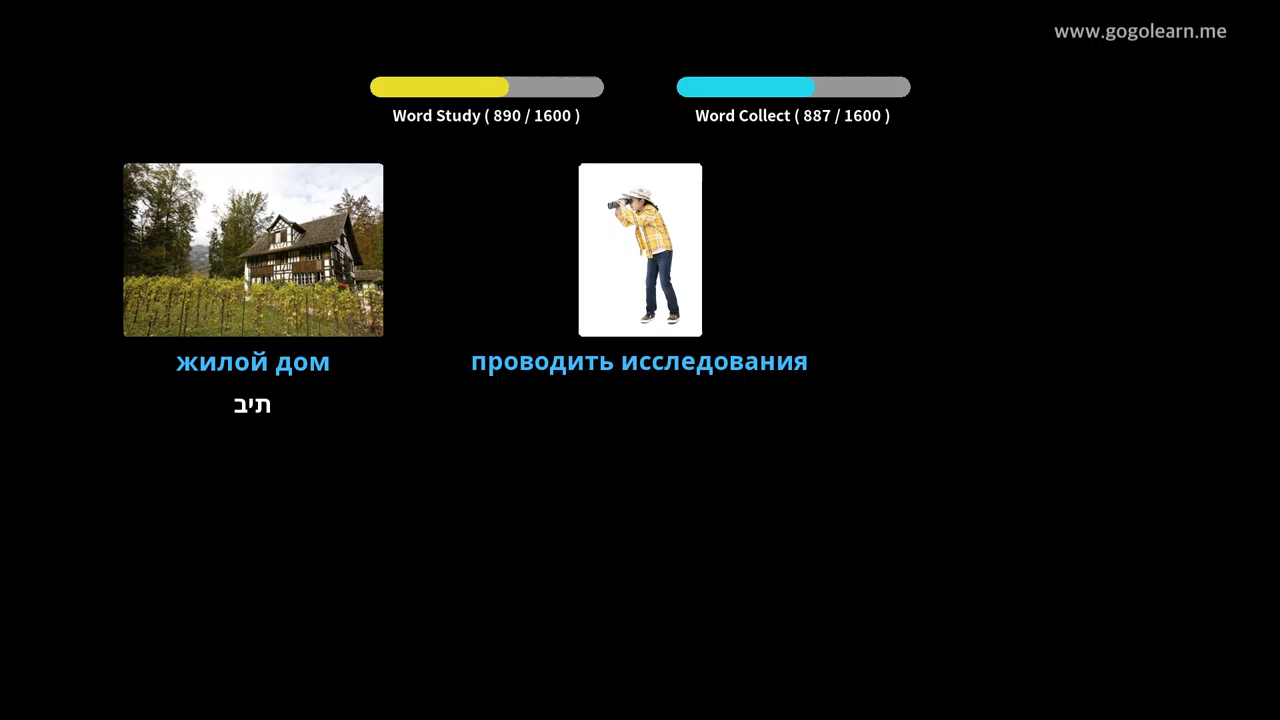 www.gogolearn.me
Word Study ( 890 / 1600 )
Word Collect ( 887 / 1600 )
жилой дом
проводить исследования
תיב